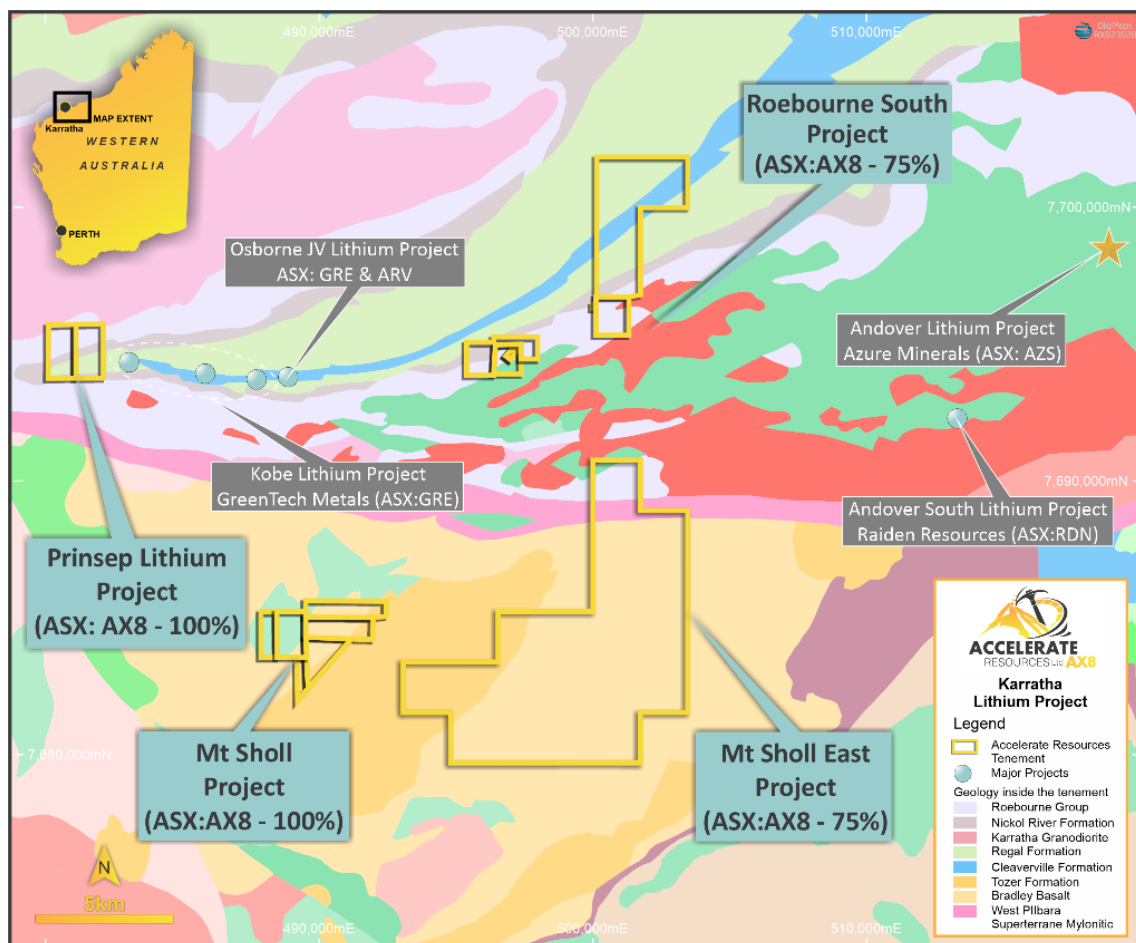 490,000mE
500,000mE
510,000mE
DigiMaps
MAP EXTENT
Karratha
WESTERN
AUSTRALIA
PERTH
Roebourne South
Project
(ASX:AX8 - 75%)
7,700,000mN
Osborne JV Lithium Project
ASX: GRE & ARV
Andover Lithium Project
Azure Minerals (ASX: AZS)
Kobe Lithium Project
GreenTech Metals (ASX:GRE)
7,690,000mN
Andover South Lithium Project
Raiden Resources (ASX:RDN)
Prinsep Lithium
Project
(ASX: AX8 - 100%)
7,680,000mN
Mt Sholl
Project
(ASX:AX8 - 100%)
Mt Sholl East
Project
(ASX:AX8 - 75%)
ACCELERATE
RESOURCES Ltd AX8
Karratha
Lithium Project
Legend
Accelerate Resources
Tenement
Major Projects
Geology inside the tenement
Roebourne Group
Nickol River Formation
Karratha Granodiorite
Regal Formation
Cleaverville Formation
Tozer Formation
Bradley Basalt
West PIlbara
Superterrane Mylonitic
N
5km
490,000mE
500,000mE